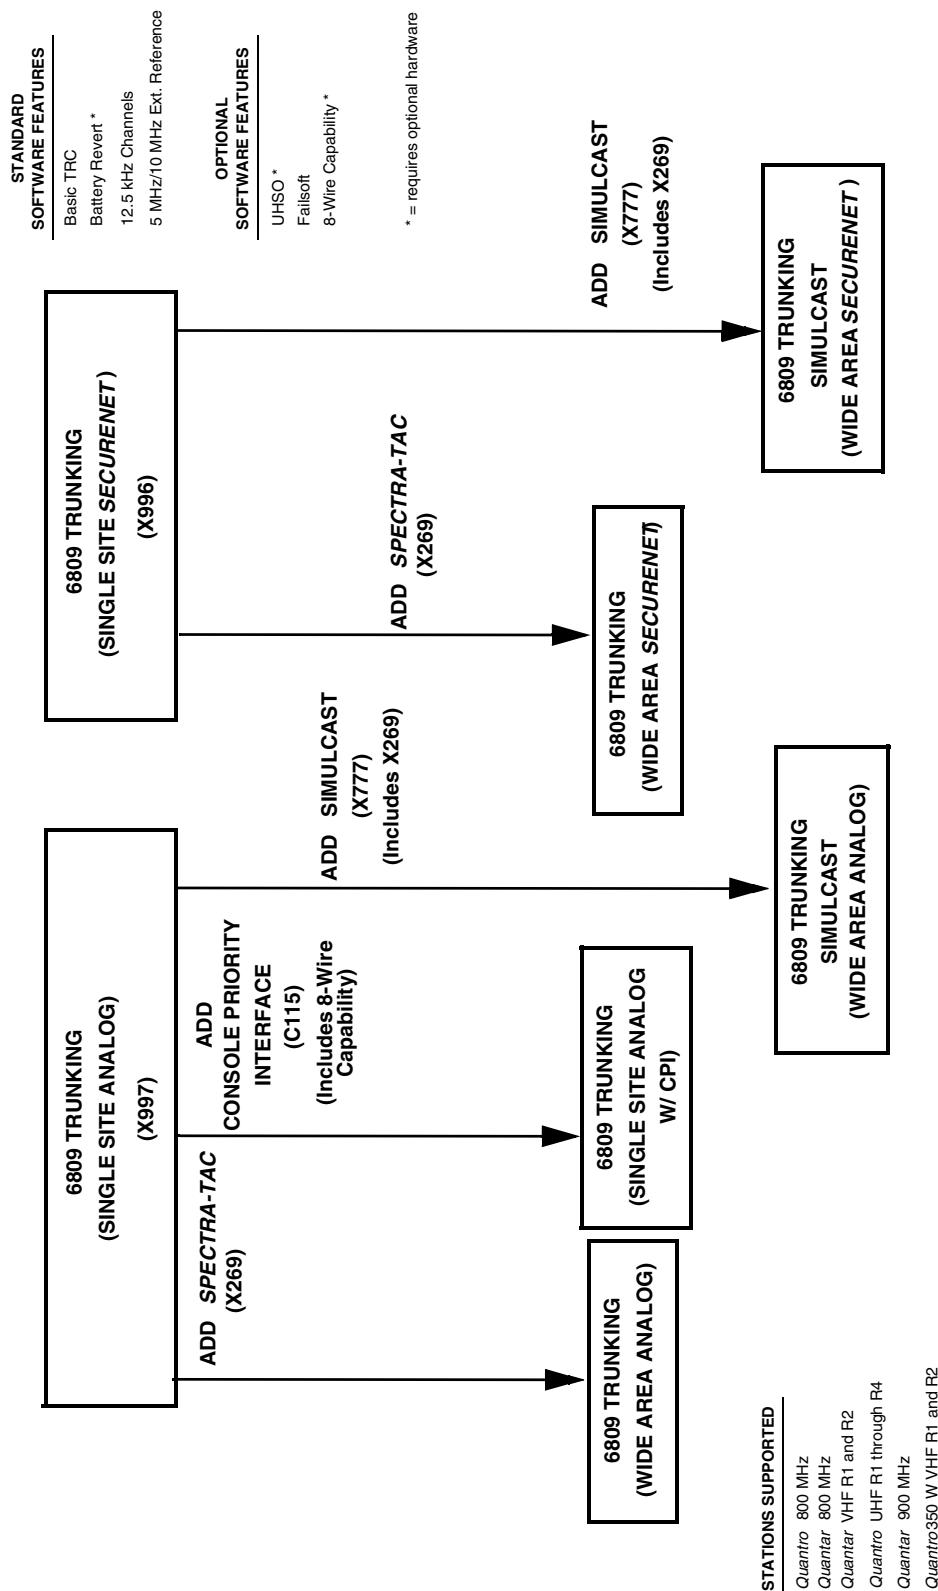 6809 TRUNKING
(SINGLE SITE ANALOG)
(X997)
6809 TRUNKING
(SINGLE SITE SECURENET)
(X996)
STANDARD
SOFTWARE FEATURES
Basic TRC
Battery Revert *
12.5 kHz Channels
5 MHz/10 MHz Ext. Reference
OPTIONAL
SOFTWARE FEATURES
UHSO *
Failsoft
8-Wire Capability *
* = requires optional hardware
ADD SPECTRA-TAC
(X269)
ADD
CONSOLE PRIORITY
INTERFACE
(C115)
(Includes 8-Wire
Capability)
ADD SIMULCAST
(X777)
(Includes X269)
ADD SPECTRA-TAC
(X269)
ADD SIMULCAST
(X777)
(Includes X269)
6809 TRUNKING
(WIDE AREA ANALOG)
6809 TRUNKING
(SINGLE SITE ANALOG
W/ CPI)
6809 TRUNKING
SIMULCAST
(WIDE AREA ANALOG)
6809 TRUNKING
(WIDE AREA SECURENET)
6809 TRUNKING
SIMULCAST
(WIDE AREA SECURENET )
STATIONS SUPPORTED
Quantro 800 MHz
Quantar 800 MHz
Quantar VHF R1 and R2
Quantro UHF R1 through R4
Quantar 900 MHz
Quantro350 W VHF R1 and R2